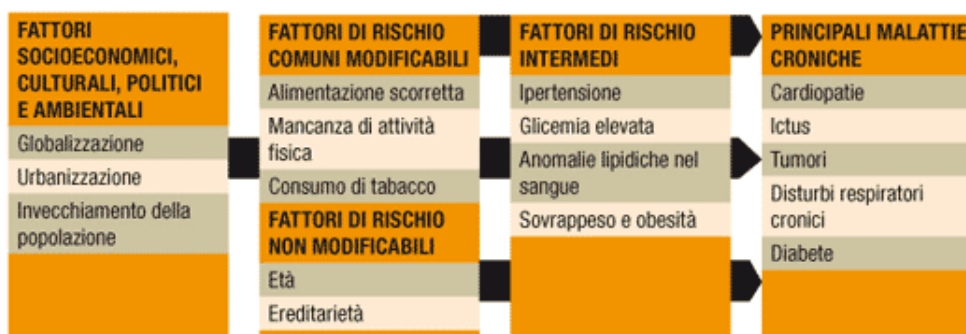 FATTORI
SOCIOECONOMICI,
CULTURALI, POLITICI
E AMBIENTALI
Globalizzazione
Urbanizzazione
Invecchiamento della
popolazione
FATTORI DI RISCHIO
COMUNI MODIFICABILI
Alimentazione scorretta
Mancanza di attività
fisica
Consumo di tabacco
FATTORI DI RISCHIO
NON MODIFICABILI
Età
Ereditarietà
FATTORI DI RISCHIO
INTERMEDI
Ipertensione
Glicemia elevata
Anomalie lipidiche nel
sangue
Sovrappeso e obesità
PRINCIPALI MALATTIE
CRONICHE
Cardiopatie
Ictus
Tumori
Disturbi respiratori
cronici
Diabete